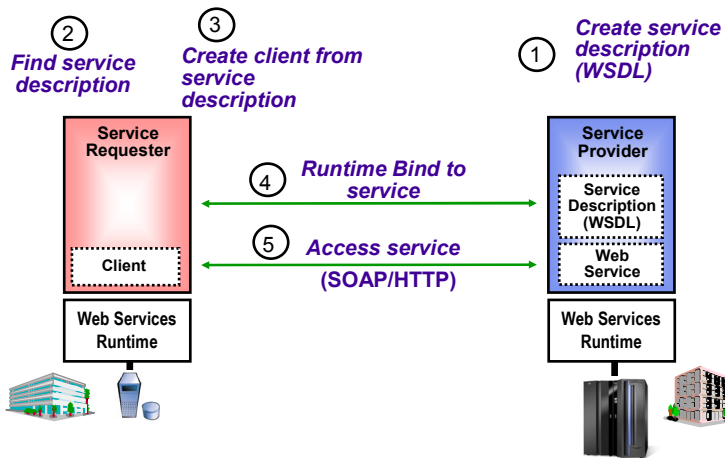 2
Find service
description
3
Create client from
service
description
1
Create service
description
(WSDL)
Service
Requester
Client
Web Services
Runtime
4
Runtime Bind to
service
5
Access service
(SOAP/HTTP)
Service
Provider
Service
Description
(WSDL)
Web
Service
Web Services
Runtime